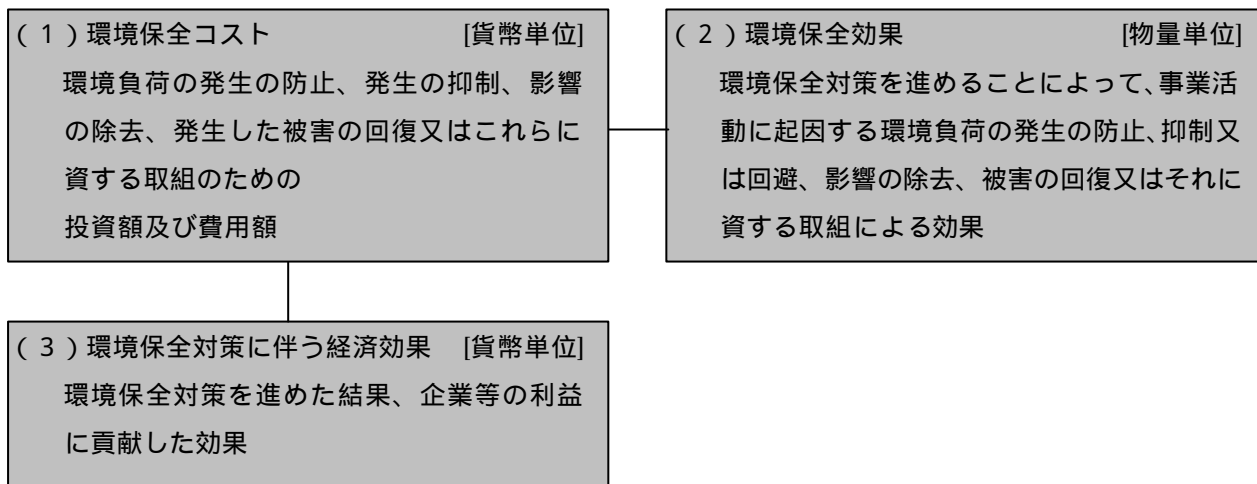 (1)環境保全コスト [貨幣単位]
環境負荷の発生の防止、発生の抑制、影響
の除去、発生した被害の回復又はこれらに
資する取組のための
投資額及び費用額
(2)環境保全効果 [物量単位]
環境保全対策を進めることによって、事業活
動に起因する環境負荷の発生の防止、抑制又
は回避、影響の除去、被害の回復又はそれに
資する取組による効果
(3)環境保全対策に伴う経済効果 [貨幣単位]
環境保全対策を進めた結果、企業等の利益
に貢献した効果